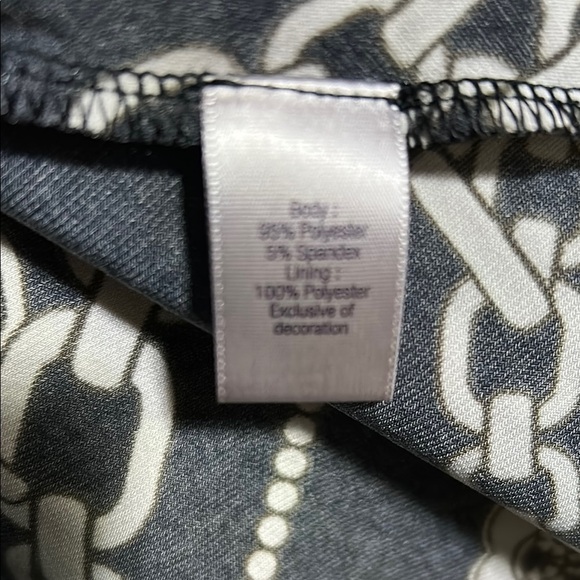 Body :
95% Polyester
5% Spandex
Lining :
100% Polyester
Exclusive of
decoration